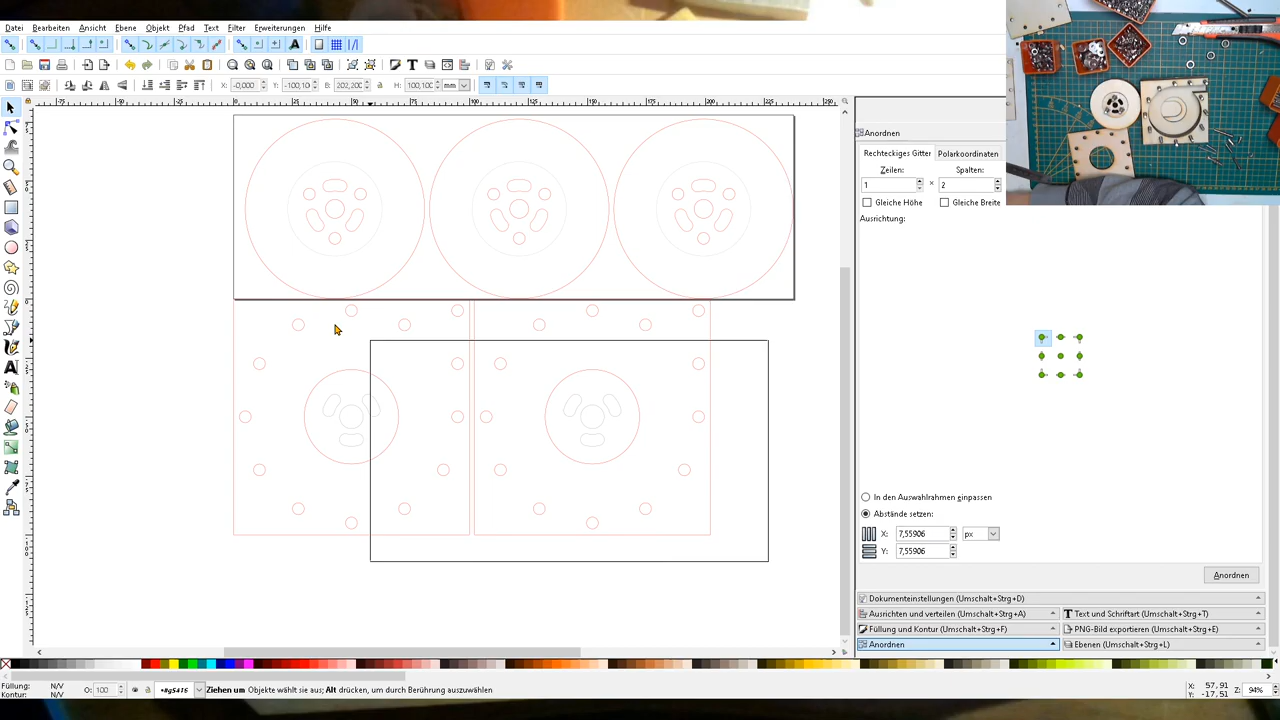 Datei Bearbeiten Ansicht Ebene Objekt Pfad Text Filter Erweiterungen Hilfe
X: -0,000 Y: -100,10 B: 202,200 H: 100,100 mm
Anordnen
Rechteckiges Gitter Polarkoordinaten
Zeilen: Spalten:
1 × 2
Gleiche Höhe Gleiche Breite
Ausrichtung:
In den Auswahlrahmen einpassen
Abstände setzen:
X: 7,55906 px
Y: 7,55906
Anordnen
Dokumenteinstellungen (Umschalt+Strg+D)
Ausrichten und verteilen (Umschalt+Strg+A) Text und Schriftart (Umschalt+Strg+T)
Füllung und Kontur (Umschalt+Strg+F) PNG-Bild exportieren (Umschalt+Strg+E)
Anordnen Ebenen (Umschalt+Strg+L)
Füllung: N/V
Kontur: N/V
O: 100 •#g5416 Ziehen um Objekte wählt sie aus; Alt drücken, um durch Berührung auszuwählen
X: 57,91
Y: -17,51
Z: 94%